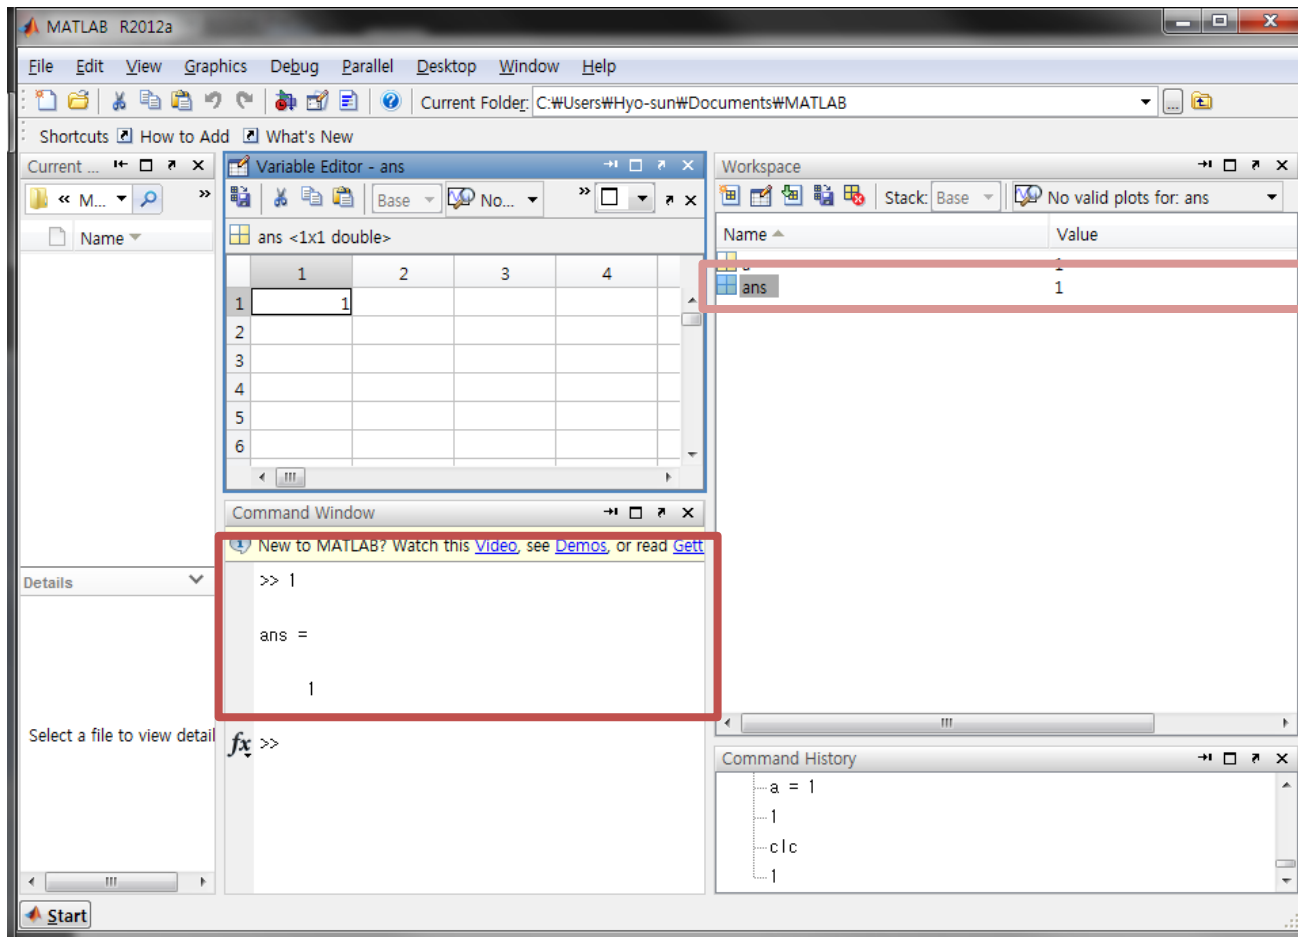 MATLAB R2012a
File Edit View Graphics Debug Parallel Desktop Window Help
Current Folder: C:₩Users₩Hyo-sun₩Documents₩MATLAB ...
Shortcuts How to Add What's New
Current ...
« M... »
Name
Details
Select a file to view detail
Variable Editor - ans
Base No... »
ans <1x1 double>
1 2 3 4
1 1
2
3
4
5
6
Command Window
New to MATLAB? Watch this Video, see Demos, or read Gett
>> 1
ans =
1
fx >>
Workspace
Stack: Base No valid plots for: ans
Name Value
1
ans 1
Command History
a = 1
1
clc
1
Start